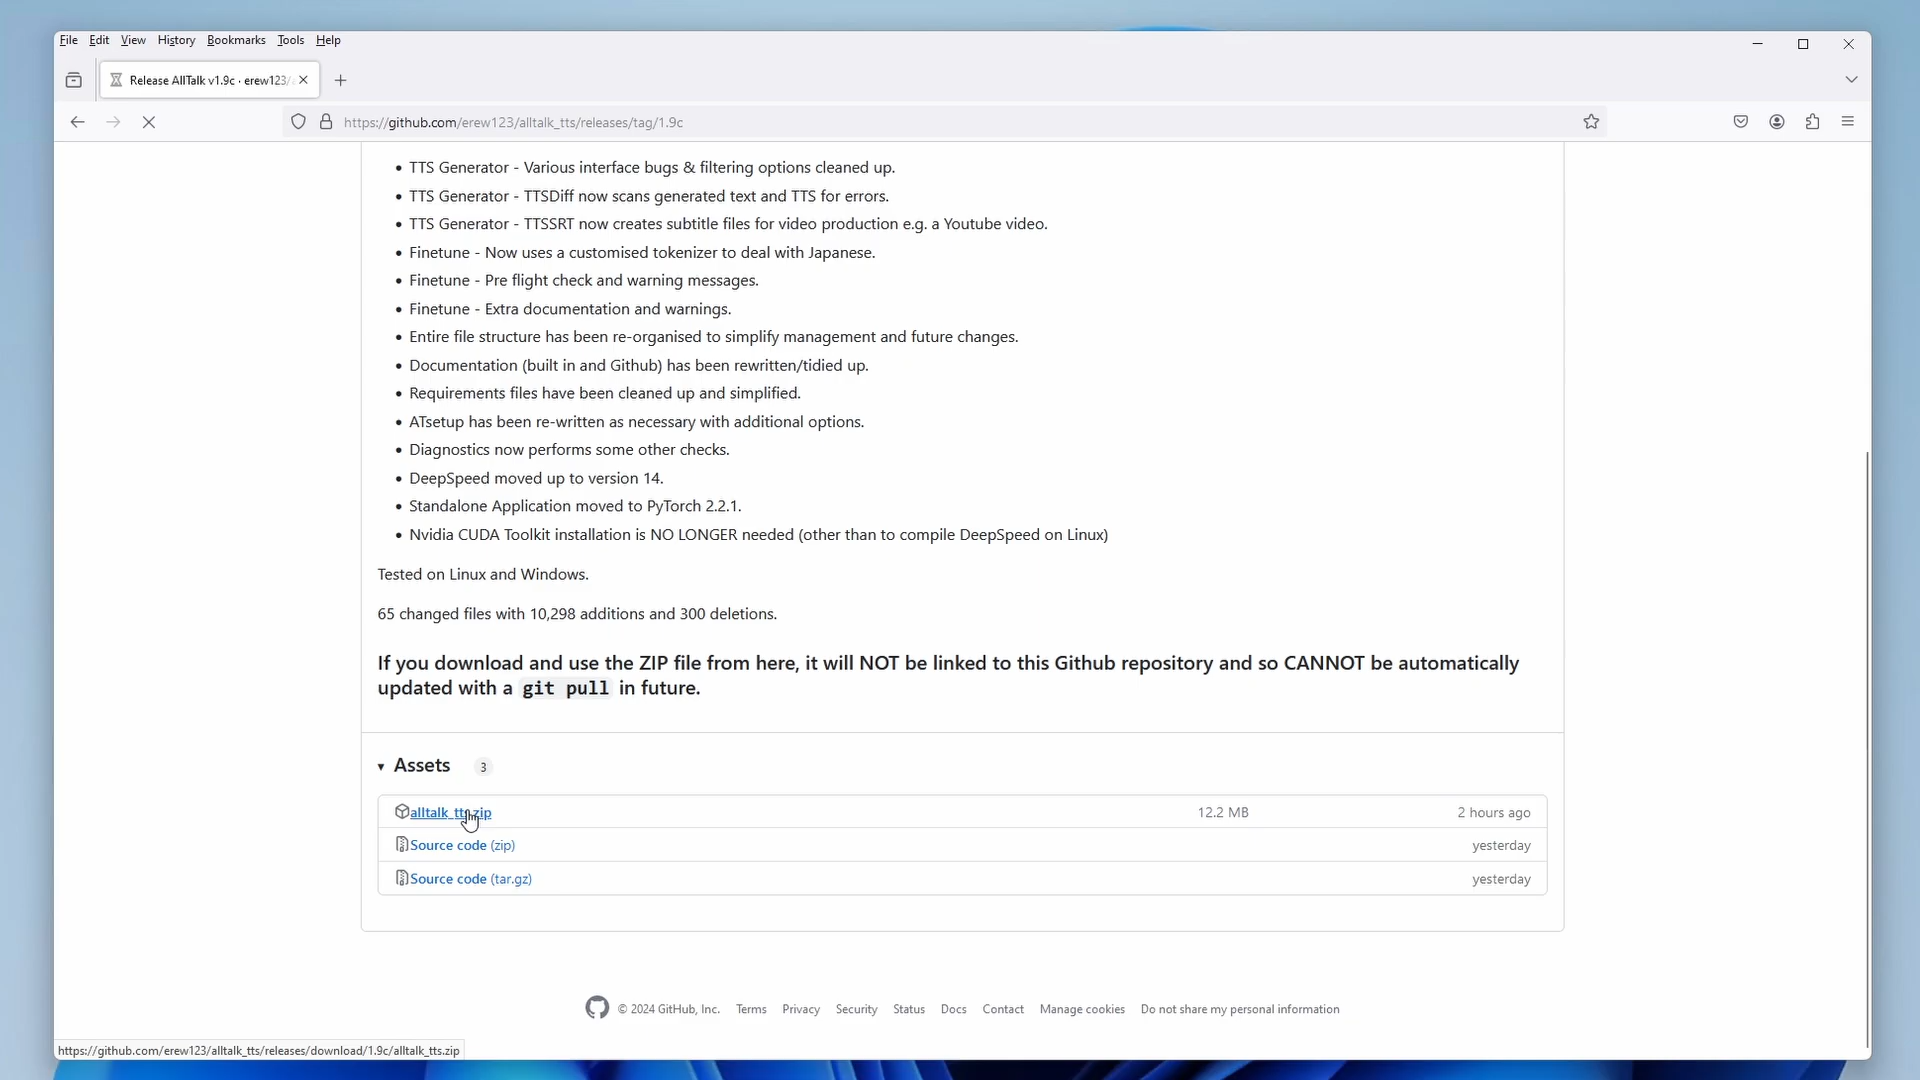 File Edit View History Bookmarks Tools Help
Release AllTalk v1.9c · erew123/
https://github.com/erew123/alltalk_tts/releases/tag/1.9c
• TTS Generator - Various interface bugs & filtering options cleaned up.
• TTS Generator - TTSDiff now scans generated text and TTS for errors.
• TTS Generator - TTSSRT now creates subtitle files for video production e.g. a Youtube video.
• Finetune - Now uses a customised tokenizer to deal with Japanese.
• Finetune - Pre flight check and warning messages.
• Finetune - Extra documentation and warnings.
• Entire file structure has been re-organised to simplify management and future changes.
• Documentation (built in and Github) has been rewritten/tidied up.
• Requirements files have been cleaned up and simplified.
• ATsetup has been re-written as necessary with additional options.
• Diagnostics now performs some other checks.
• DeepSpeed moved up to version 14.
• Standalone Application moved to PyTorch 2.2.1.
• Nvidia CUDA Toolkit installation is NO LONGER needed (other than to compile DeepSpeed on Linux)
Tested on Linux and Windows.
65 changed files with 10,298 additions and 300 deletions.
If you download and use the ZIP file from here, it will NOT be linked to this Github repository and so CANNOT be automatically
updated with a git pull in future.
Assets 3
alltalk_tts.zip 12.2 MB 2 hours ago
Source code (zip) yesterday
Source code (tar.gz) yesterday
© 2024 GitHub, Inc. Terms Privacy Security Status Docs Contact Manage cookies Do not share my personal information
https://github.com/erew123/alltalk_tts/releases/download/1.9c/alltalk_tts.zip